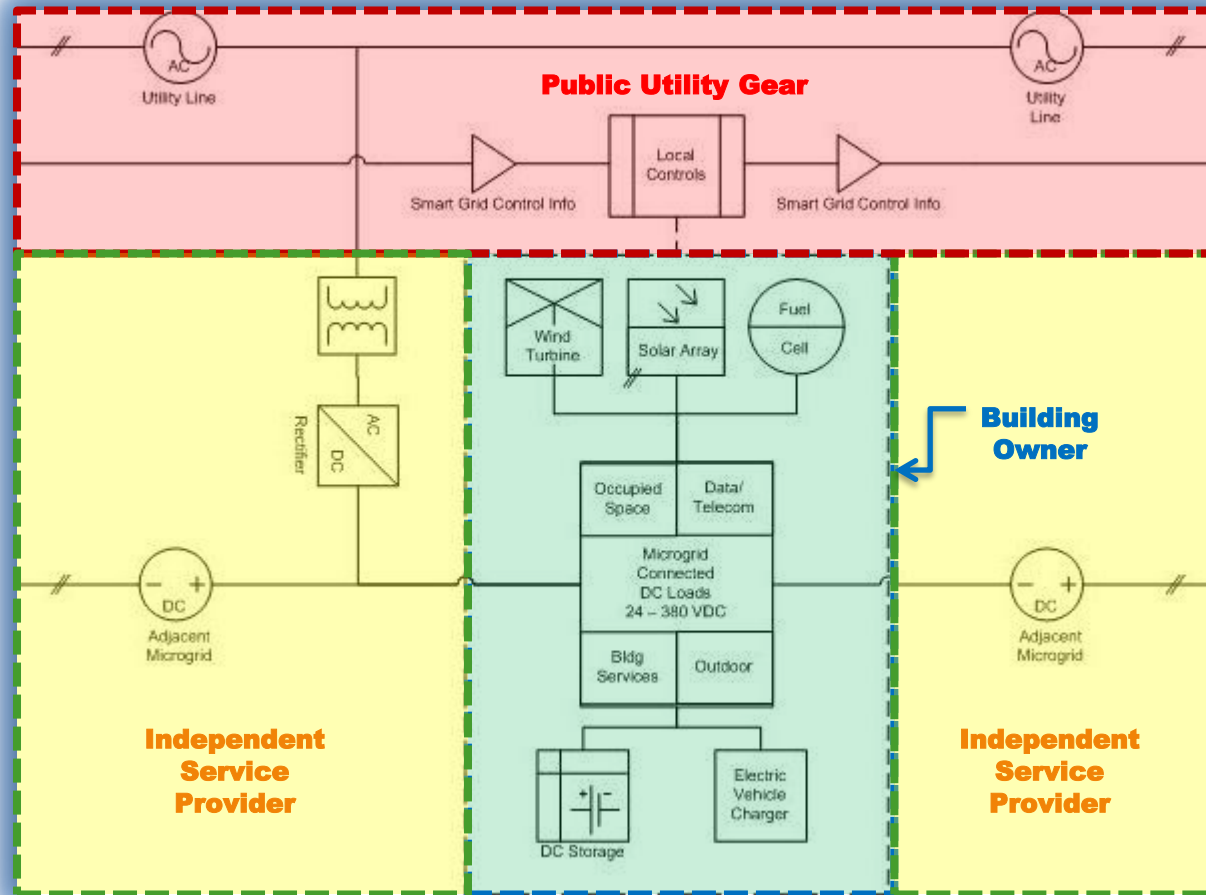 AC
Utility Line
Public Utility Gear
AC
Utility
Line
Local
Controls
Smart Grid Control Info
Smart Grid Control Info
Wind
Turbine
Solar Array
Fuel
Cell
AC
DC
Rectifier
Building
Owner
Occupied
Space
Data/
Telecom
Microgrid
Connected
DC Loads
24 – 380 VDC
− +
DC
Adjacent
Microgrid
− +
DC
Adjacent
Microgrid
Bldg
Services
Outdoor
Independent
Service
Provider
Independent
Service
Provider
+ −
DC Storage
Electric
Vehicle
Charger